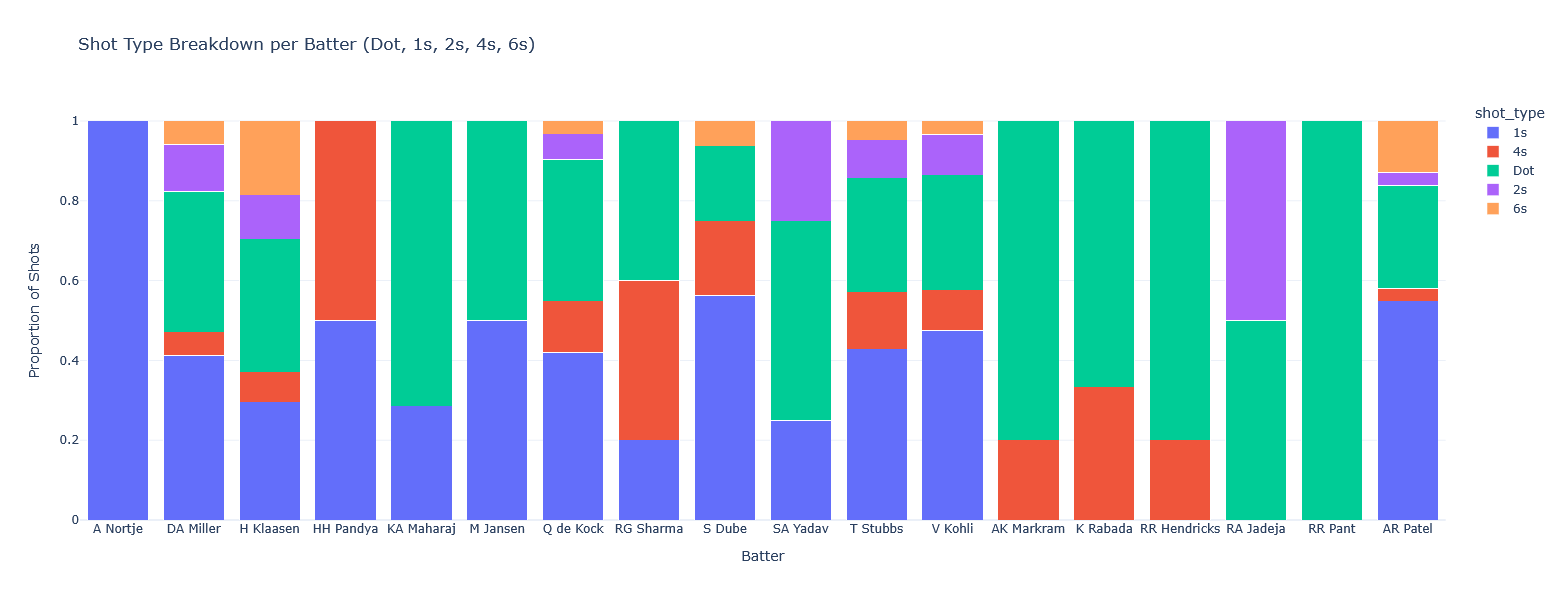 Shot Type Breakdown per Batter (Dot, 1s, 2s, 4s, 6s)
shot_type
1s
4s
Dot
2s
6s
Proportion of Shots
1
0.8
0.6
0.4
0.2
0
A Nortje DA Miller H Klaasen HH Pandya KA Maharaj M Jansen Q de Kock RG Sharma S Dube SA Yadav T Stubbs V Kohli AK Markram K Rabada RR Hendricks RA Jadeja RR Pant AR Patel
Batter